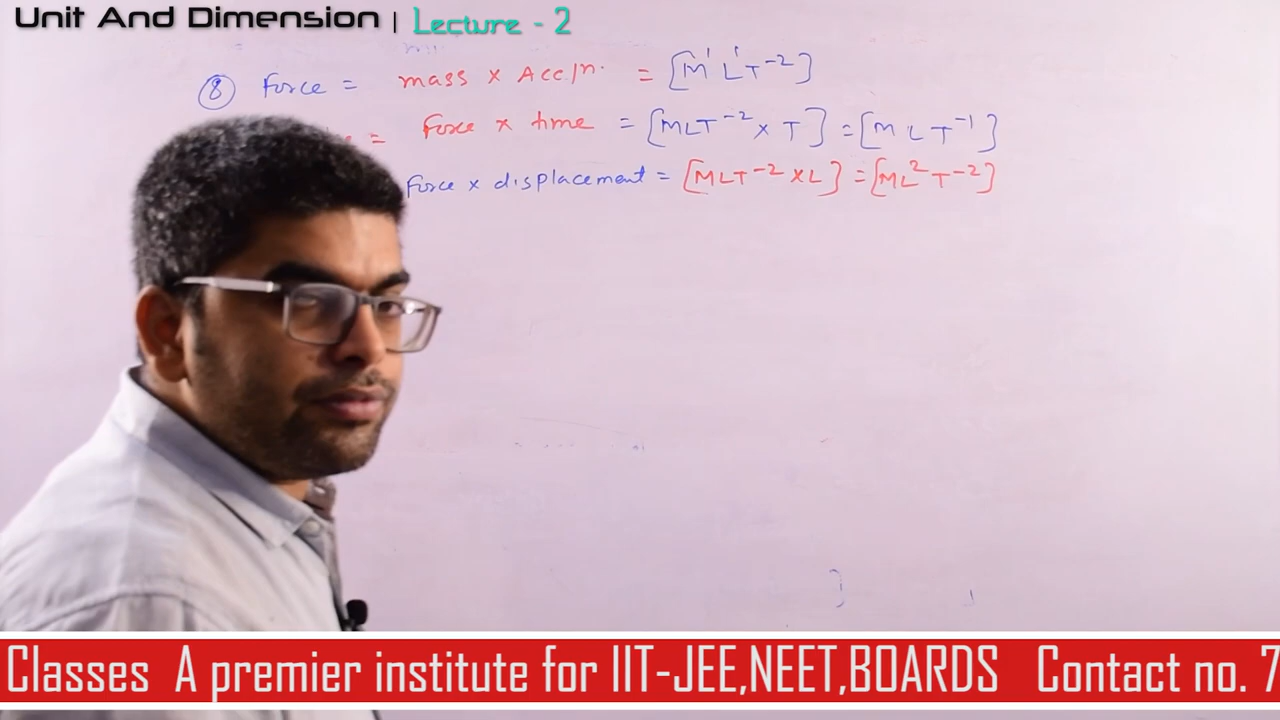 Unit And Dimension | Lecture - 2
⑧ Force = mass x Acc/n. = [M¹L¹T⁻²]
= Force x time = [MLT⁻² x T] = [MLT⁻¹]
Force x displacement = [MLT⁻² x L] = [ML²T⁻²]
Classes A premier institute for IIT-JEE,NEET,BOARDS Contact no. 7